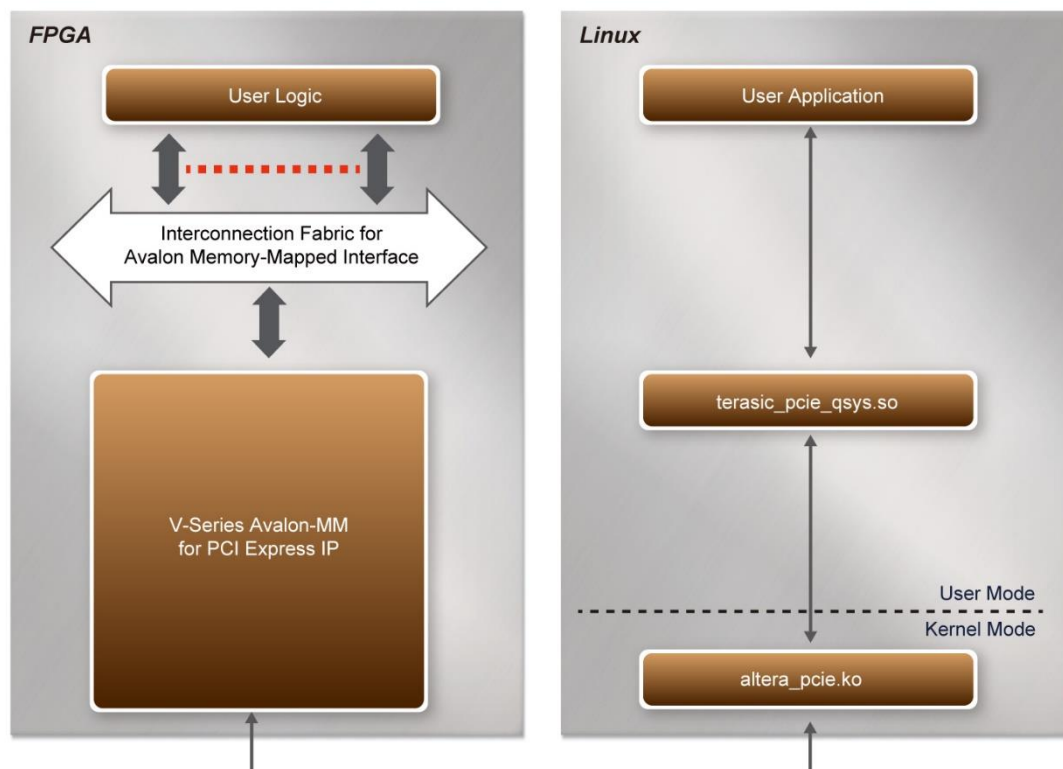 FPGA
User Logic
Interconnection Fabric for
Avalon Memory-Mapped Interface
V-Series Avalon-MM
for PCI Express IP
Linux
User Application
terasic_pcie_qsys.so
User Mode
Kernel Mode
altera_pcie.ko